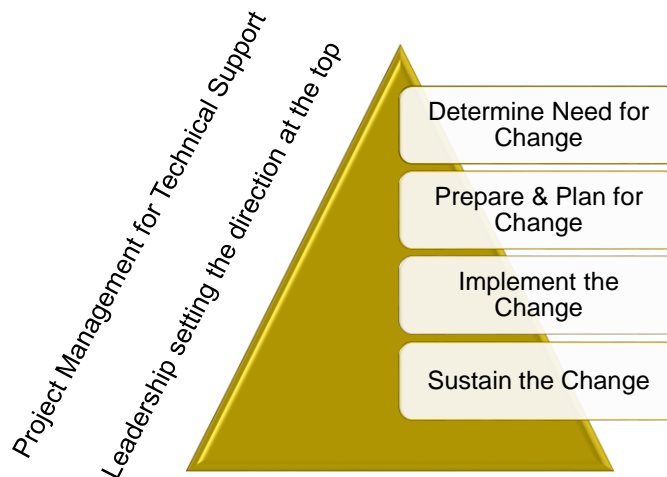 Project Management for Technical Support
Leadership setting the direction at the top
Determine Need for
Change
Prepare & Plan for
Change
Implement the
Change
Sustain the Change